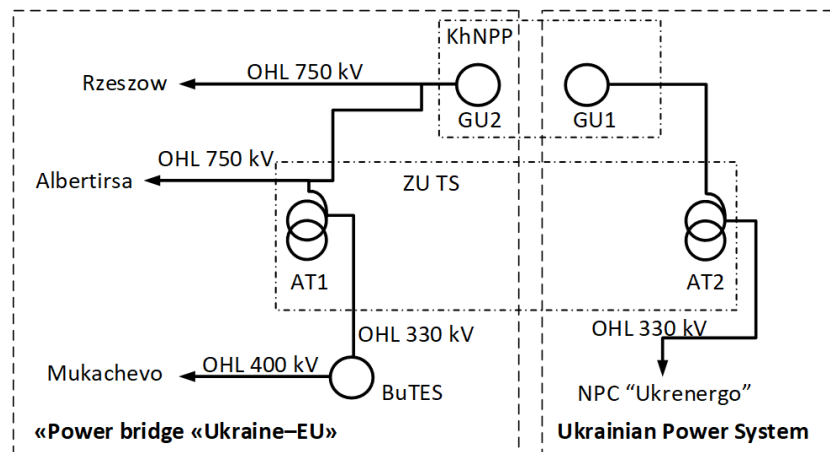 KhNPP
Rzeszow
OHL 750 kV
GU2
GU1
OHL 750 kV
Albertirsa
ZU TS
AT1
AT2
OHL 330 kV
OHL 330 kV
Mukachevo
OHL 400 kV
BuTES
NPC “Ukrenergo”
«Power bridge «Ukraine–EU»
Ukrainian Power System